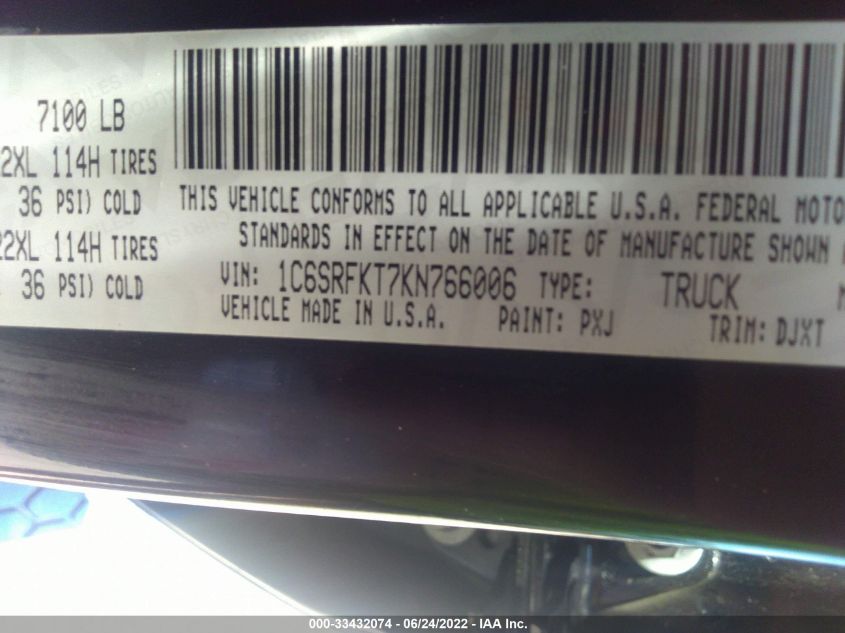 7100 LB
2XL 114H TIRES
36 PSI) COLD
22XL 114H TIRES
36 PSI) COLD
THIS VEHICLE CONFORMS TO ALL APPLICABLE U.S.A. FEDERAL MOTO
STANDARDS IN EFFECT ON THE DATE OF MANUFACTURE SHOWN
VIN: 1C6SRFKT7KN766006 TYPE: TRUCK
VEHICLE MADE IN U.S.A. PAINT: PXJ TRIM: DJXT
000-33432074 - 06/24/2022 - IAA Inc.